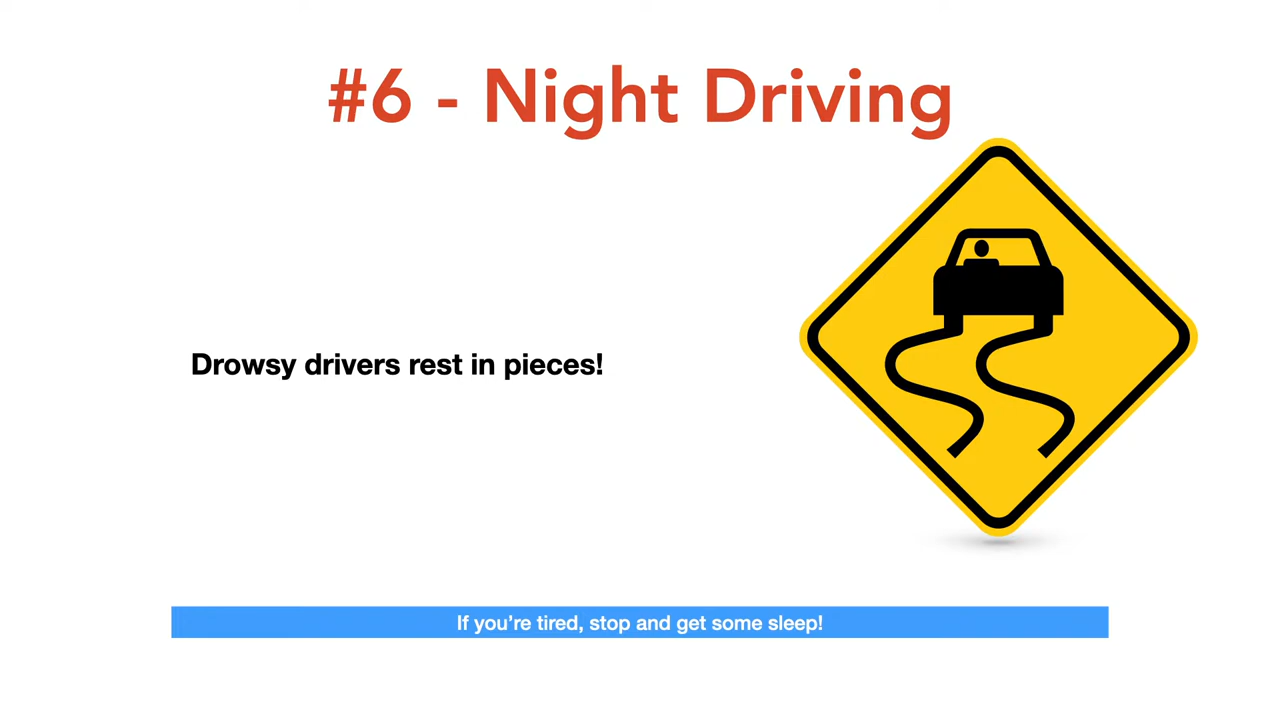 #6 - Night Driving
Drowsy drivers rest in pieces!
If you’re tired, stop and get some sleep!